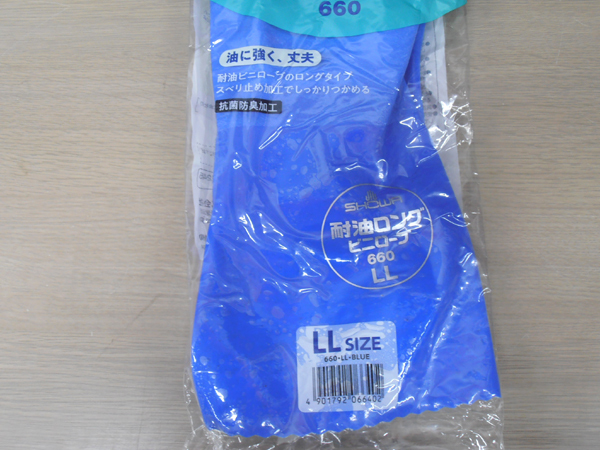 660
油に強く、丈夫
耐油ビニローブのロングタイプ
スベリ止め加工でしっかりつかめる
抗菌防臭加工
SHOWA
耐油ロング
ビニローブ
660
LL
LL SIZE
660-LL-BLUE
4 901792 066402